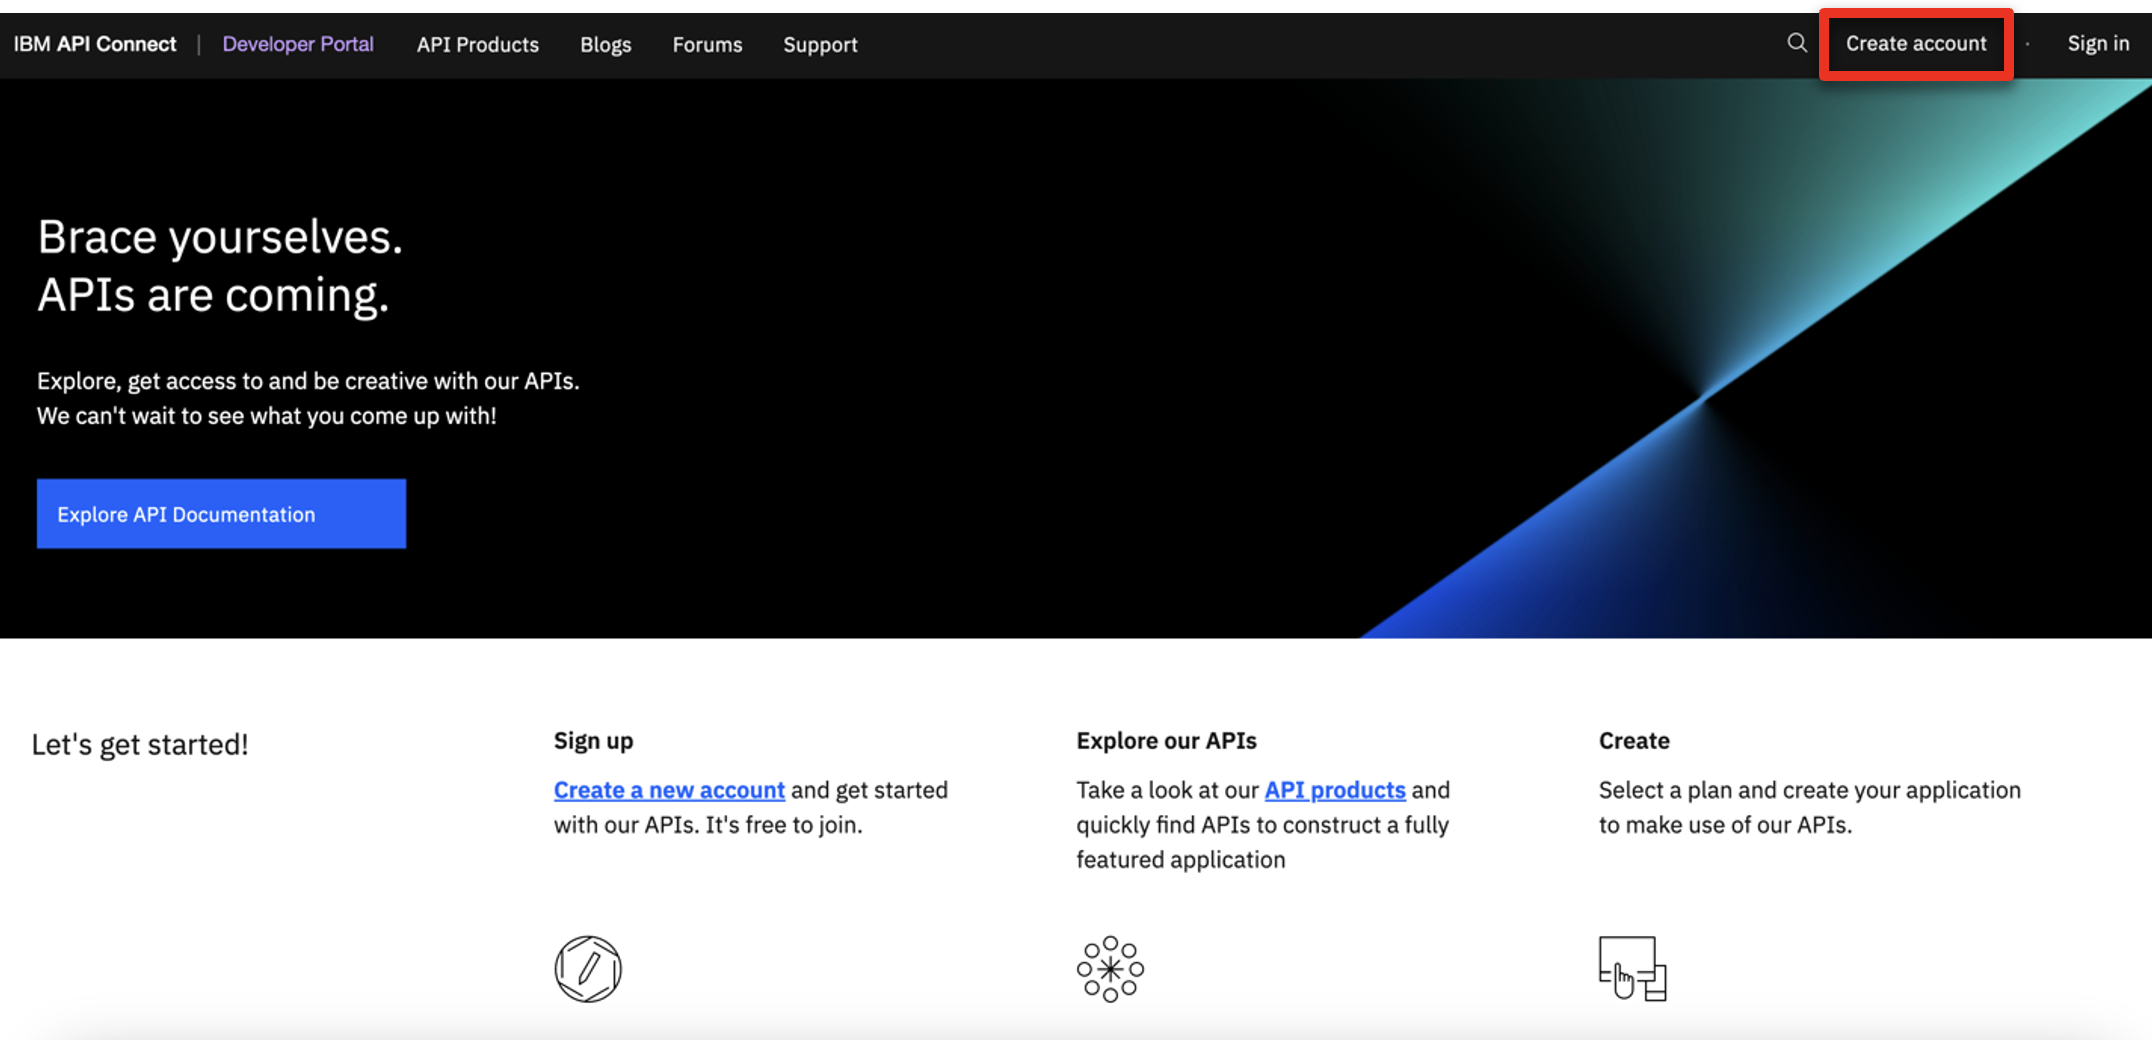 IBM API Connect | Developer Portal API Products Blogs Forums Support Create account · Sign in
Brace yourselves.
APIs are coming.
Explore, get access to and be creative with our APIs.
We can't wait to see what you come up with!
Explore API Documentation
Let's get started!
Sign up
Create a new account and get started
with our APIs. It's free to join.
Explore our APIs
Take a look at our API products and
quickly find APIs to construct a fully
featured application
Create
Select a plan and create your application
to make use of our APIs.